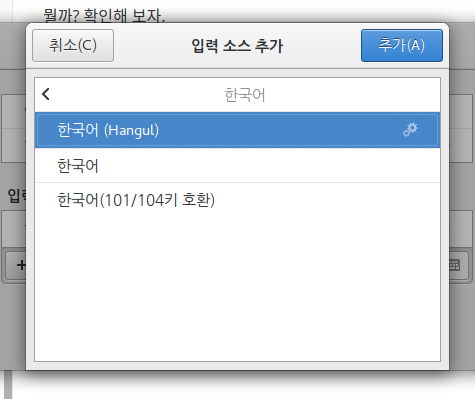 뭘까? 확인해 보자.
취소(C)
입력 소스 추가
추가(A)
한국어
한국어 (Hangul)
한국어
한국어(101/104키 호환)
입력